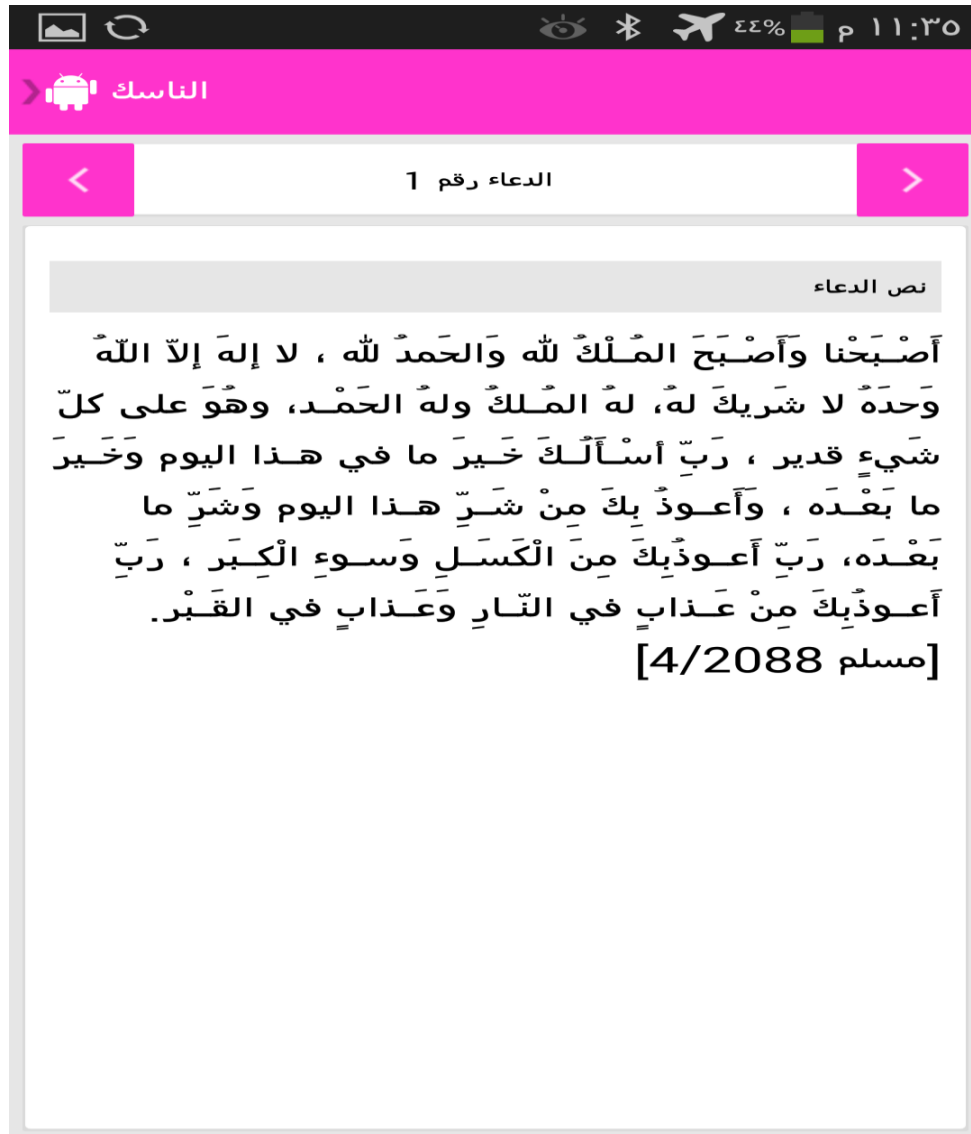 ١١:٣٥ م ٤٤%
الناسك
الدعاء رقم 1
نص الدعاء
أَصْـبَحْنا وَأَصْـبَحَ المُـلْكُ لله وَالحَمدُ لله ، لا إلهَ إلاّ اللّهُ
وَحدَهُ لا شَريكَ لهُ، لهُ المُـلكُ ولهُ الحَمْـد، وهُوَ على كلّ
شَيءٍ قدير ، رَبِّ أسْـأَلُـكَ خَـيرَ ما في هـذا اليوم وَخَـيرَ
ما بَعْـدَه ، وَأَعـوذُ بِكَ مِنْ شَـرِّ هـذا اليوم وَشَرِّ ما
بَعْـدَه، رَبِّ أَعـوذُبِكَ مِنَ الْكَسَـلِ وَسـوءِ الْكِـبَر ، رَبِّ
أَعـوذُبِكَ مِنْ عَـذابٍ في النّـارِ وَعَـذابٍ في القَـبْر.
[مسلم 4/2088]